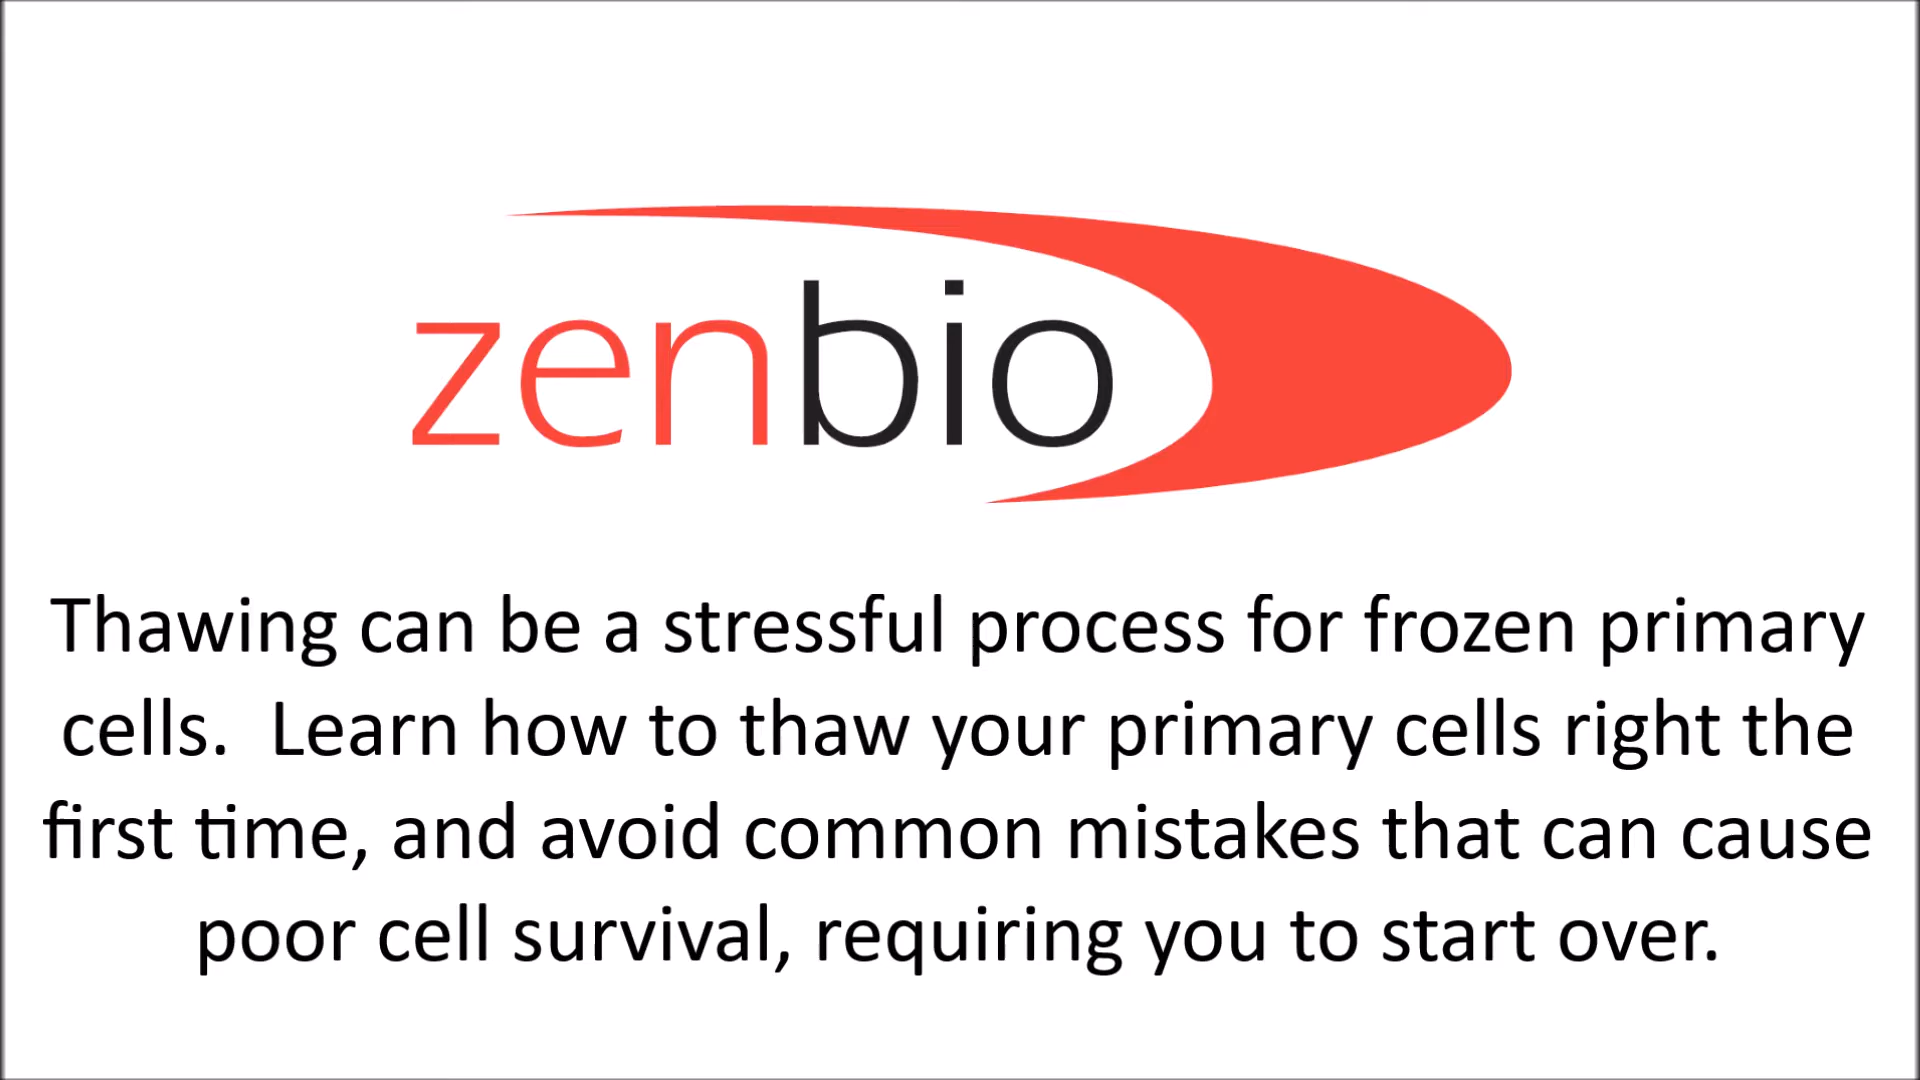 zenbio
Thawing can be a stressful process for frozen primary
cells.  Learn how to thaw your primary cells right the
first time, and avoid common mistakes that can cause
poor cell survival, requiring you to start over.